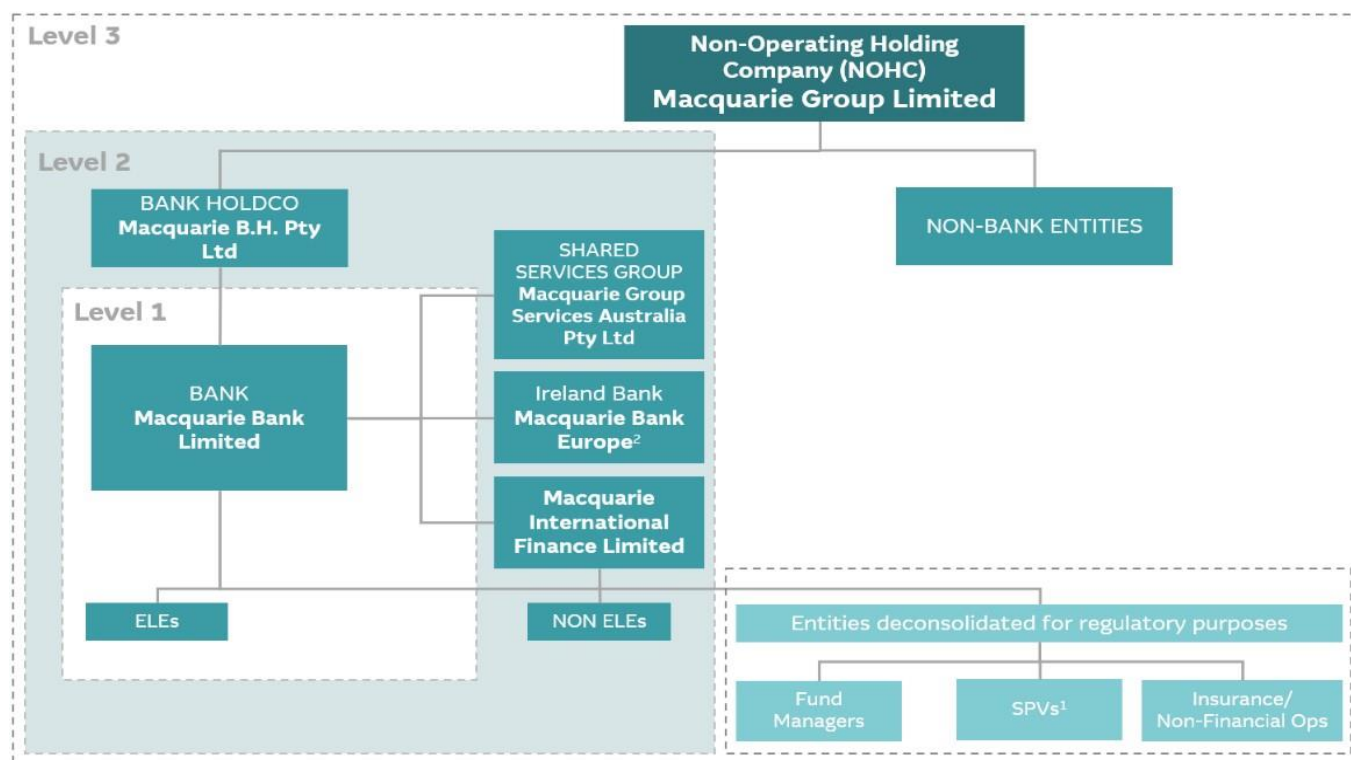 Level 3
Non-Operating Holding
Company (NOHC)
Macquarie Group Limited
Level 2
BANK HOLDCO
Macquarie B.H. Pty
Ltd
NON-BANK ENTITIES
SHARED
SERVICES GROUP
Macquarie Group
Services Australia
Pty Ltd
Level 1
BANK
Macquarie Bank
Limited
Ireland Bank
Macquarie Bank
Europe²
Macquarie
International
Finance Limited
ELEs
NON ELEs
Entities deconsolidated for regulatory purposes
Fund
Managers
SPVs¹
Insurance/
Non-Financial Ops